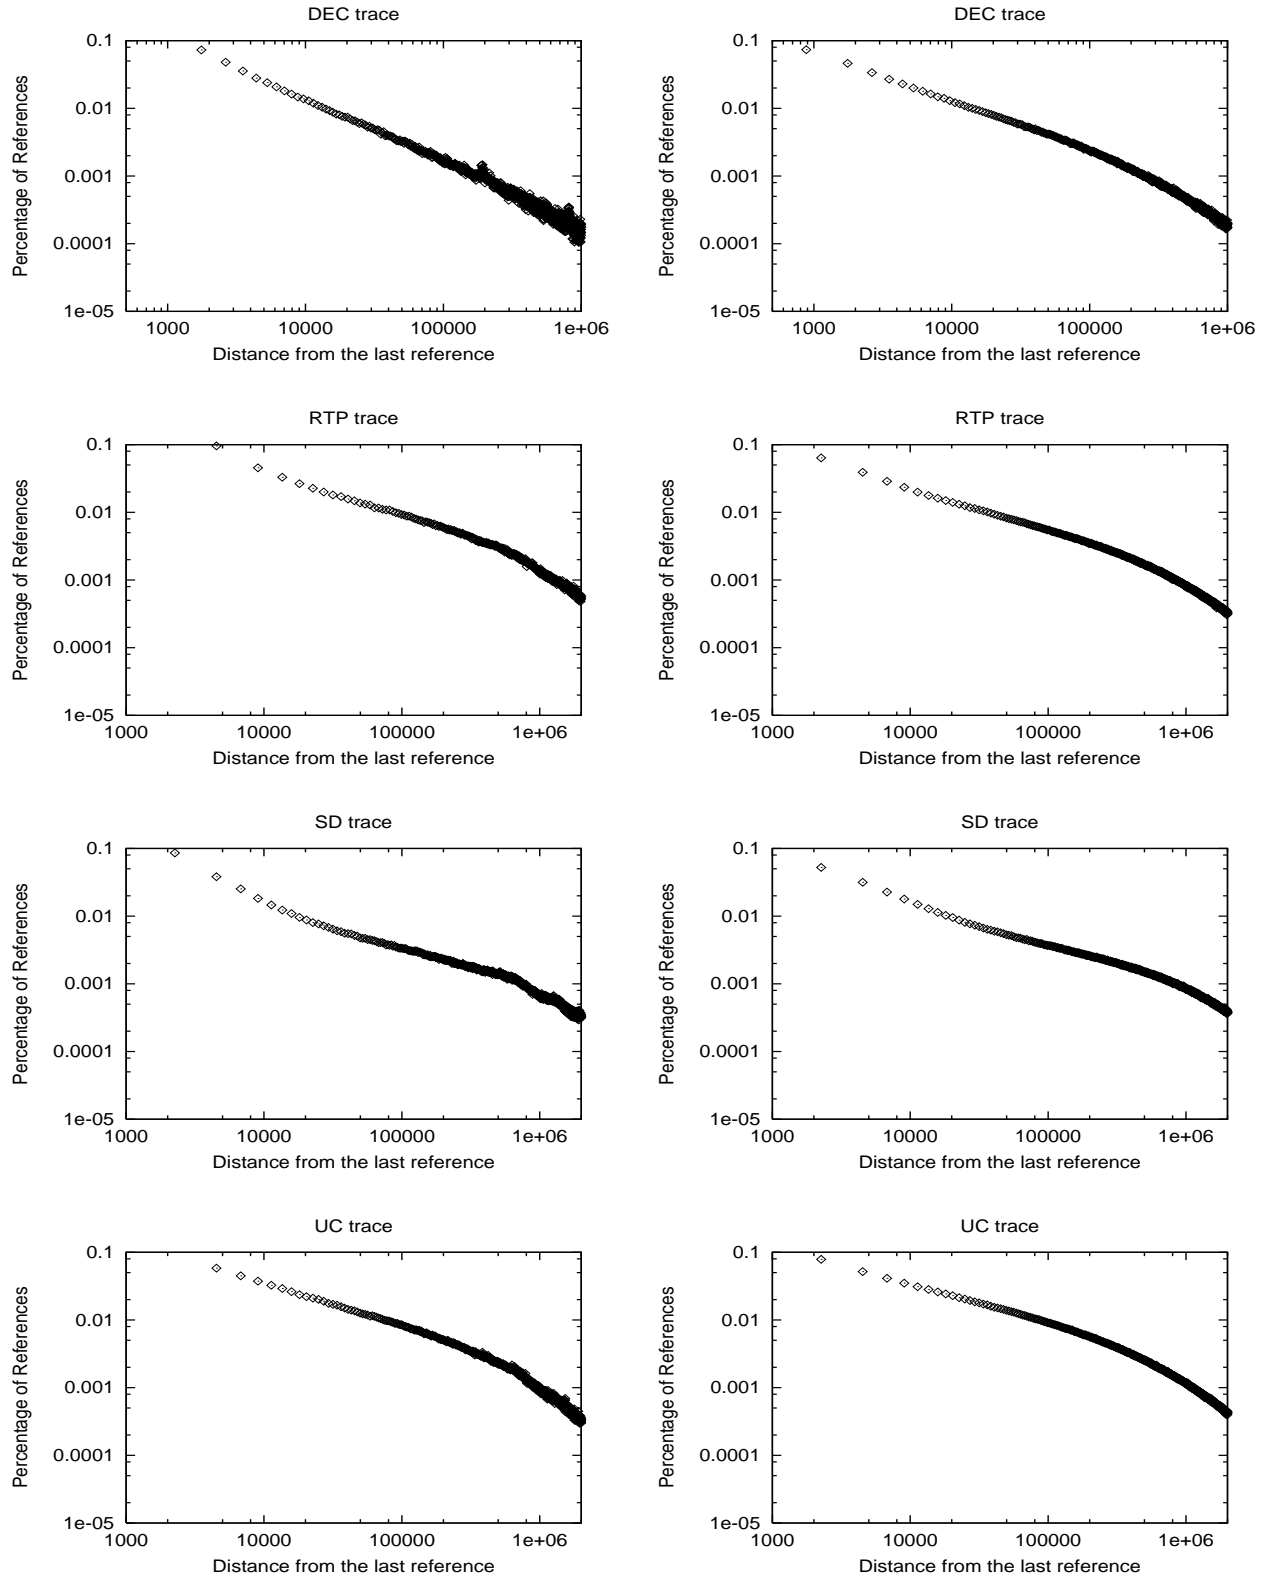 DEC trace
0.1
0.01
0.001
0.0001
1e-05
Percentage of References
1000 10000 100000 1e+06
Distance from the last reference
DEC trace
0.1
0.01
0.001
0.0001
1e-05
Percentage of References
1000 10000 100000 1e+06
Distance from the last reference
RTP trace
0.1
0.01
0.001
0.0001
1e-05
Percentage of References
1000 10000 100000 1e+06
Distance from the last reference
RTP trace
0.1
0.01
0.001
0.0001
1e-05
Percentage of References
1000 10000 100000 1e+06
Distance from the last reference
SD trace
0.1
0.01
0.001
0.0001
1e-05
Percentage of References
1000 10000 100000 1e+06
Distance from the last reference
SD trace
0.1
0.01
0.001
0.0001
1e-05
Percentage of References
1000 10000 100000 1e+06
Distance from the last reference
UC trace
0.1
0.01
0.001
0.0001
1e-05
Percentage of References
1000 10000 100000 1e+06
Distance from the last reference
UC trace
0.1
0.01
0.001
0.0001
1e-05
Percentage of References
1000 10000 100000 1e+06
Distance from the last reference